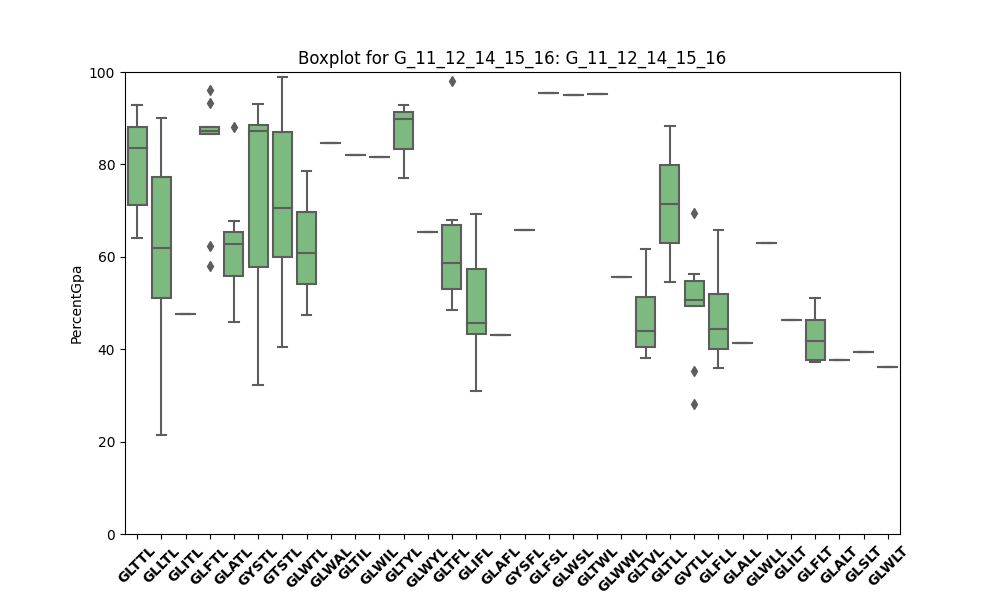 Boxplot for G_11_12_14_15_16: G_11_12_14_15_16
100
80
60
40
20
0
PercentGpa
GLTTL GLLTL GLITL GLFTL GLATL GYSTL GTSTL GLWTL GLWAL GLTIL GLWIL GLTYL GLWYL GLTFL GLIFL GLAFL GYSFL GLFSL GLWSL GLTWL GLWWL GLTVL GLTLL GVTLL GLFLL GLALL GLWLL GLILT GLFLT GLALT GLSLT GLWLT